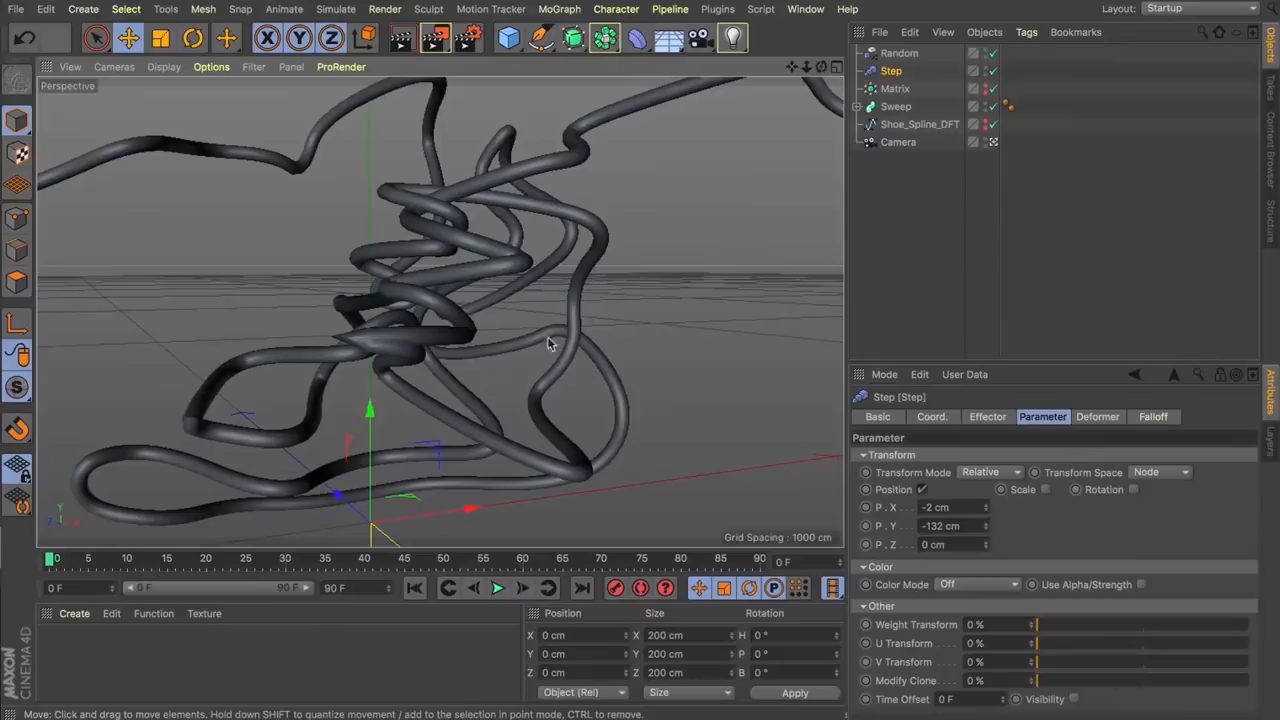 File Edit Create Select Tools Mesh Snap Animate Simulate Render Sculpt Motion Tracker MoGraph Character Pipeline Plugins Script Window Help Layout: Startup
X Y Z
View Cameras Display Options Filter Panel ProRender
Perspective
Grid Spacing : 1000 cm
Y
Z X
0 5 10 15 20 25 30 35 40 45 50 55 60 65 70 75 80 85 90 0 F
0 F 0 F 90 F 90 F
Create Edit Function Texture
Position Size Rotation
X 0 cm X 200 cm H 0 °
Y 0 cm Y 200 cm P 0 °
Z 0 cm Z 200 cm B 0 °
Object (Rel) Size Apply
MAXON CINEMA 4D
Move: Click and drag to move elements. Hold down SHIFT to quantize movement / add to the selection in point mode, CTRL to remove.
File Edit View Objects Tags Bookmarks
Random
Step
Matrix
Sweep
Shoe_Spline_DFT
Camera
Objects
Takes
Content Browser
Structure
Mode Edit User Data
Step [Step]
Basic Coord. Effector Parameter Deformer Falloff
Parameter
Transform
Transform Mode Relative Transform Space Node
Position Scale Rotation
P . X -2 cm
P . Y -132 cm
P . Z 0 cm
Color
Color Mode Off Use Alpha/Strength
Other
Weight Transform 0 %
U Transform 0 %
V Transform 0 %
Modify Clone 0 %
Time Offset 0 F Visibility
Attributes
Layers